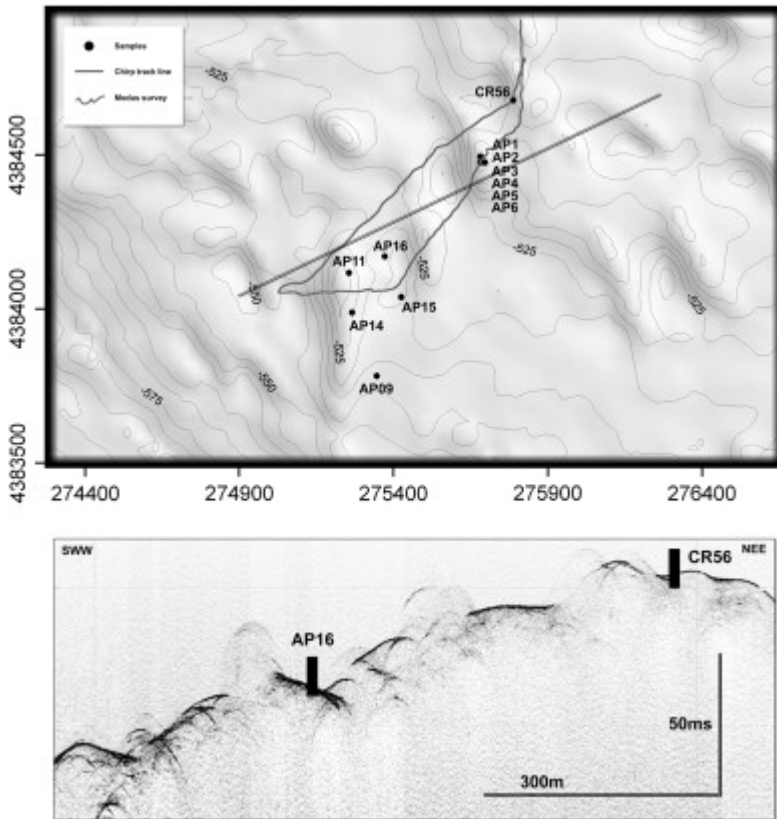 Samples
Chirp track line
Medus survey
-525
CR56
AP1
AP2
AP3
AP4
AP5
AP6
-525
AP16
AP11
-525
-550
-525
AP15
AP14
-525
-550
AP09
-575
4384500
4384000
4383500
274400 274900 275400 275900 276400
SWW
NEE
CR56
AP16
50ms
300m